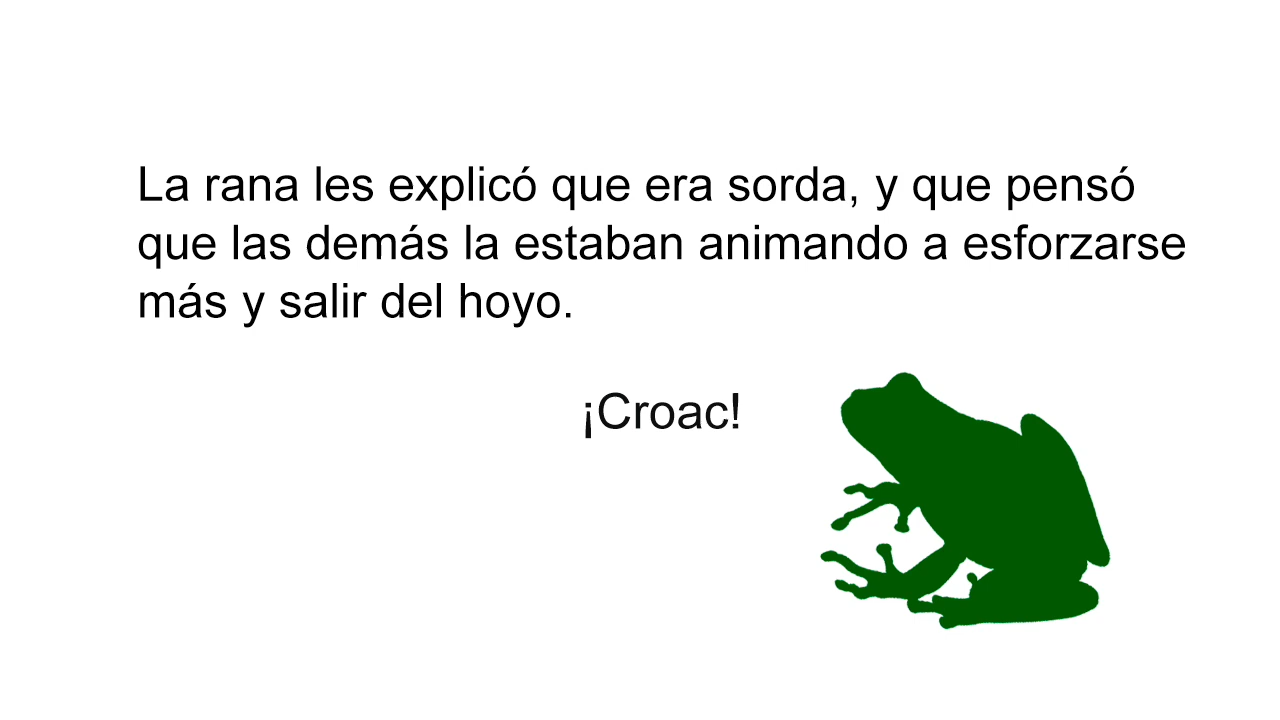 La rana les explicó que era sorda, y que pensó
que las demás la estaban animando a esforzarse
más y salir del hoyo.
¡Croac!